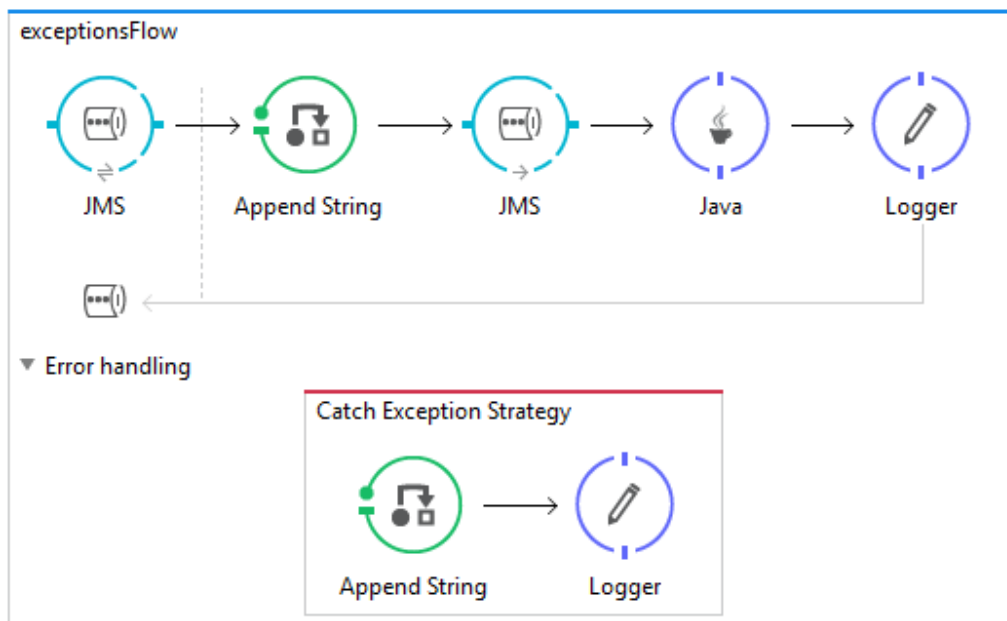 exceptionsFlow
JMS
Append String
JMS
Java
Logger
Error handling
Catch Exception Strategy
Append String
Logger